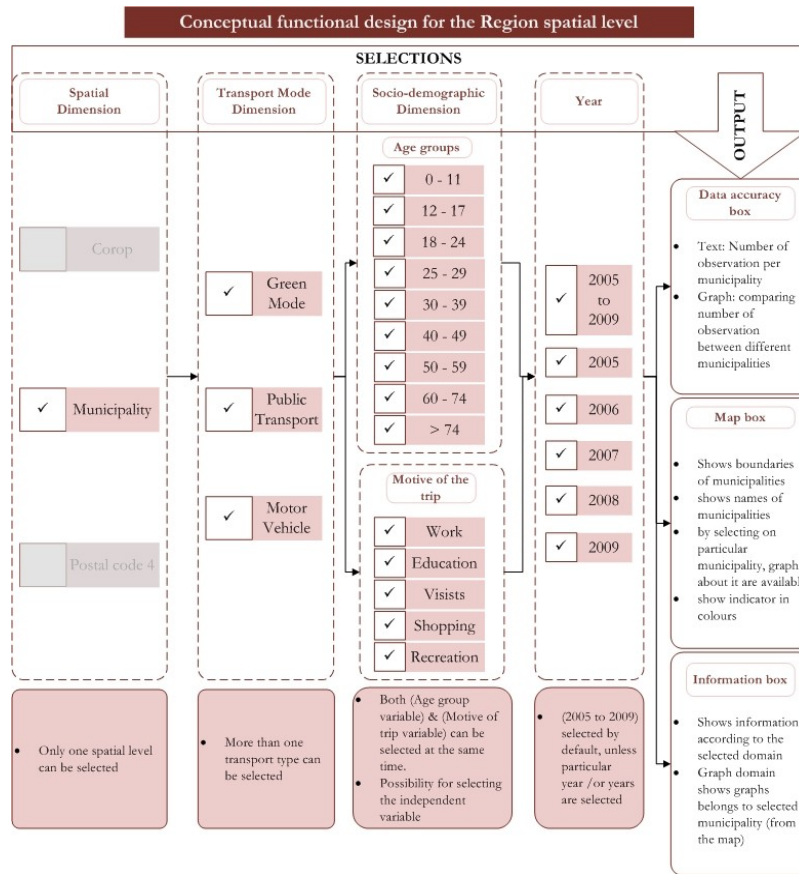 Conceptual functional design for the Region spatial level
SELECTIONS
Spatial
Dimension
Corop
Municipality
Postal code 4
Only one spatial level
can be selected
Transport Mode
Dimension
Green
Mode
Public
Transport
Motor
Vehicle
More than one
transport type can
be selected
Socio-demographic
Dimension
Age groups
0 - 11
12 - 17
18 - 24
25 - 29
30 - 39
40 - 49
50 - 59
60 - 74
> 74
Motive of the
trip
Work
Education
Visists
Shopping
Recreation
Both (Age group
variable) & (Motive of
trip variable) can be
selected at the same
time.
Possibility for selecting
the independent
variable
Year
2005
to
2009
2005
2006
2007
2008
2009
(2005 to 2009)
selected by
default, unless
particular
year /or years
are selected
OUTPUT
Data accuracy
box
Text: Number of
observation per
municipality
Graph: comparing
number of
observation
between different
municipalities
Map box
Shows boundaries
of municipalities
shows names of
municipalities
by selecting on
particular
municipality, graph
about it are availabl
show indicator in
colours
Information box
Shows information
according to the
selected domain
Graph domain
shows graphs
belongs to selected
municipality (from
the map)